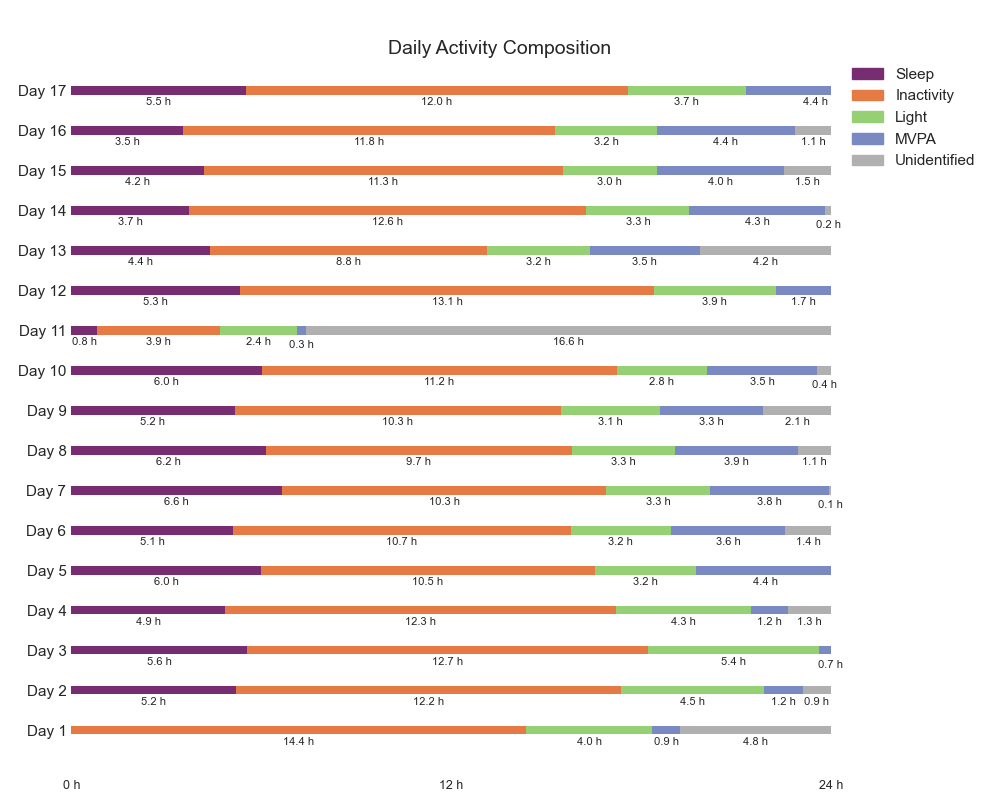 Daily Activity Composition
Sleep
Inactivity
Light
MVPA
Unidentified
Day 17
5.5 h 12.0 h 3.7 h 4.4 h
Day 16
3.5 h 11.8 h 3.2 h 4.4 h 1.1 h
Day 15
4.2 h 11.3 h 3.0 h 4.0 h 1.5 h
Day 14
3.7 h 12.6 h 3.3 h 4.3 h 0.2 h
Day 13
4.4 h 8.8 h 3.2 h 3.5 h 4.2 h
Day 12
5.3 h 13.1 h 3.9 h 1.7 h
Day 11
0.8 h 3.9 h 2.4 h 0.3 h 16.6 h
Day 10
6.0 h 11.2 h 2.8 h 3.5 h 0.4 h
Day 9
5.2 h 10.3 h 3.1 h 3.3 h 2.1 h
Day 8
6.2 h 9.7 h 3.3 h 3.9 h 1.1 h
Day 7
6.6 h 10.3 h 3.3 h 3.8 h 0.1 h
Day 6
5.1 h 10.7 h 3.2 h 3.6 h 1.4 h
Day 5
6.0 h 10.5 h 3.2 h 4.4 h
Day 4
4.9 h 12.3 h 4.3 h 1.2 h 1.3 h
Day 3
5.6 h 12.7 h 5.4 h 0.7 h
Day 2
5.2 h 12.2 h 4.5 h 1.2 h 0.9 h
Day 1
14.4 h 4.0 h 0.9 h 4.8 h
0 h 12 h 24 h